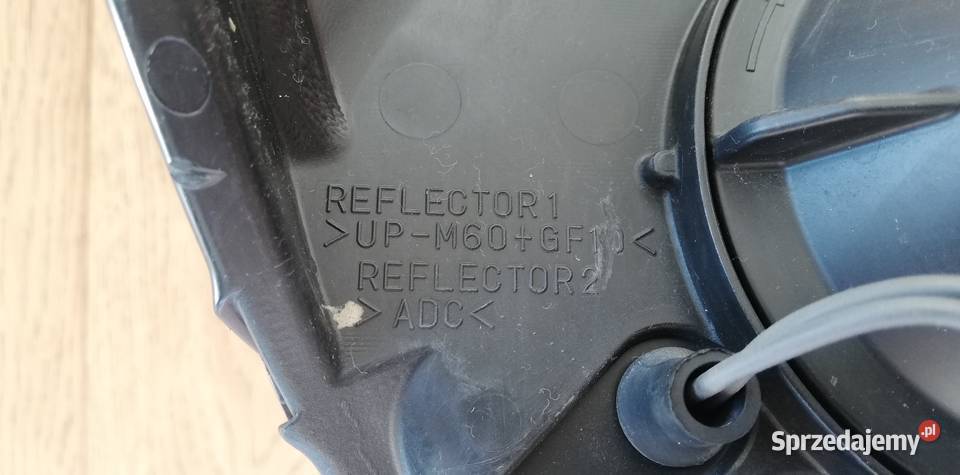 REFLECTOR1
>UP-M60+GF10<
REFLECTOR2
>ADC<
Sprzedajemy.pl